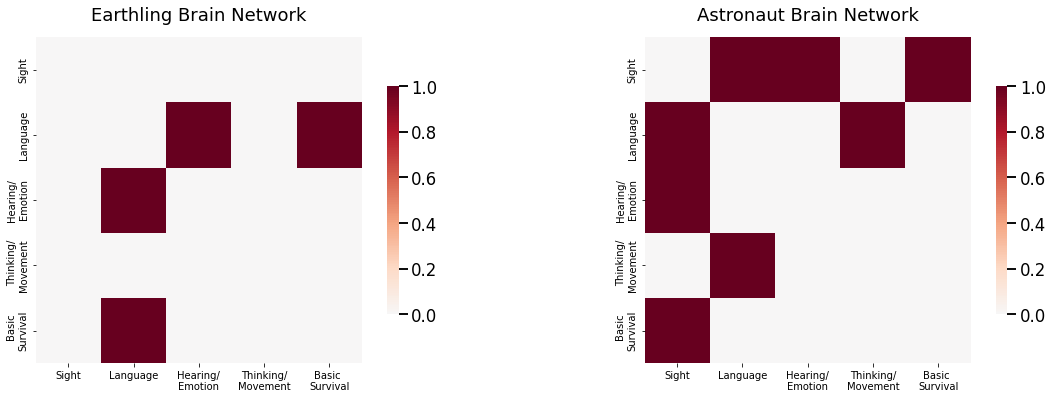 Earthling Brain Network
Astronaut Brain Network
Sight
Language
Hearing/
Emotion
Thinking/
Movement
Basic
Survival
Sight
Language
Hearing/
Emotion
Thinking/
Movement
Basic
Survival
1.0
0.8
0.6
0.4
0.2
0.0
Sight
Language
Hearing/
Emotion
Thinking/
Movement
Basic
Survival
Sight
Language
Hearing/
Emotion
Thinking/
Movement
Basic
Survival
1.0
0.8
0.6
0.4
0.2
0.0